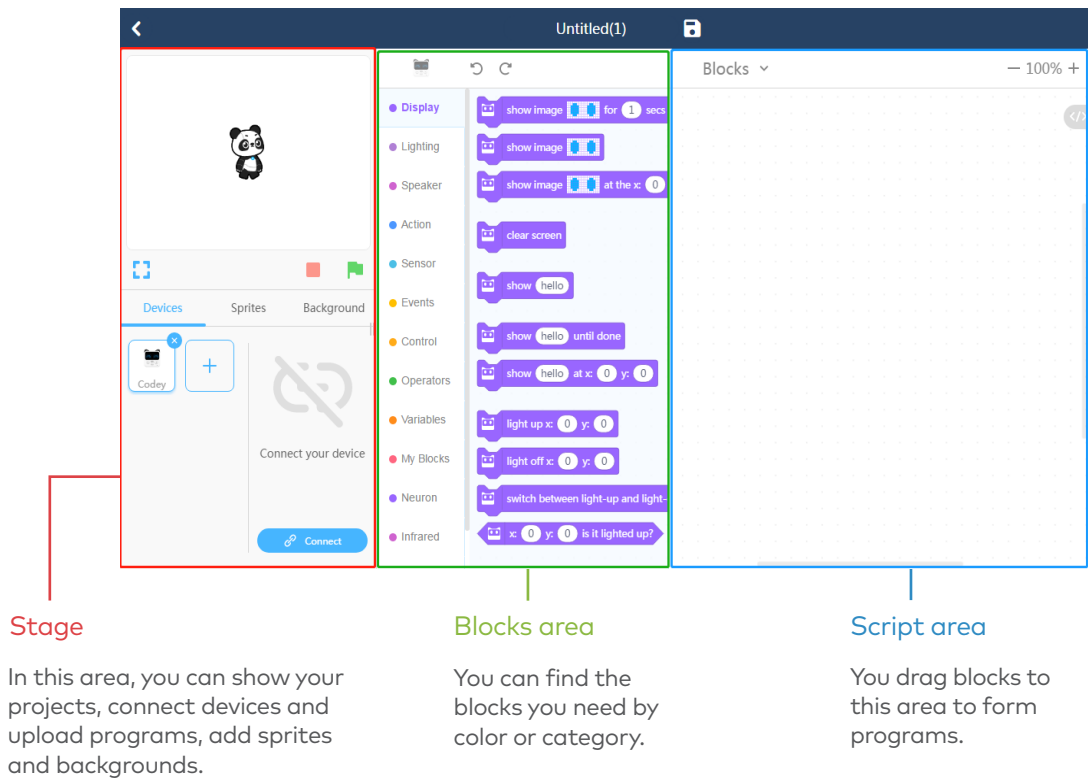 Untitled(1)
Blocks
— 100% +
Display
Lighting
Speaker
Action
Sensor
Events
Control
Operators
Variables
My Blocks
Neuron
Infrared
show image for 1 secs
show image
show image at the x: 0
clear screen
show hello
show hello until done
show hello at x: 0 y: 0
light up x: 0 y: 0
light off x: 0 y: 0
switch between light-up and light-
x: 0 y: 0 is it lighted up?
</>
Devices Sprites Background
Codey
+
Connect your device
Connect
Stage
In this area, you can show your
projects, connect devices and
upload programs, add sprites
and backgrounds.
Blocks area
You can find the
blocks you need by
color or category.
Script area
You drag blocks to
this area to form
programs.